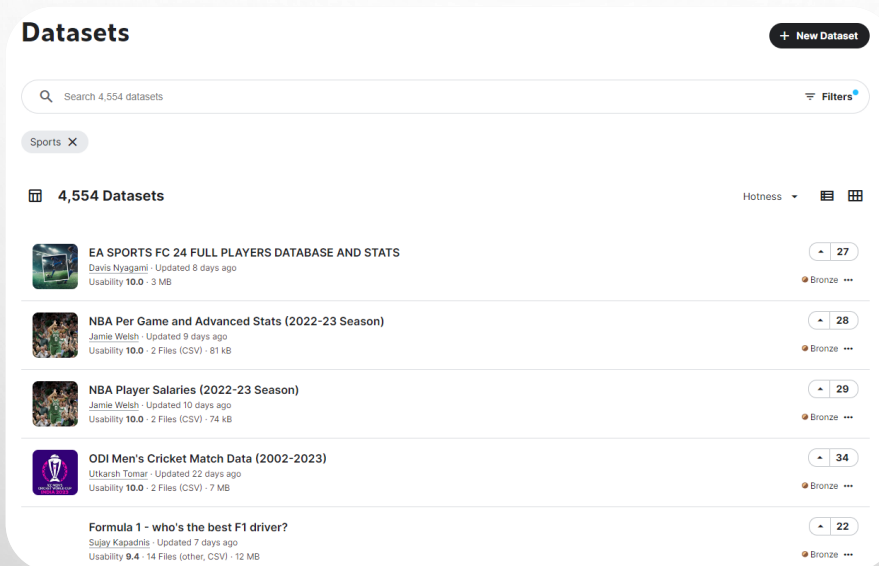 Datasets
+ New Dataset
Search 4,554 datasets
Filters
Sports
4,554 Datasets
Hotness
EA SPORTS FC 24 FULL PLAYERS DATABASE AND STATS
27
Davis Nyagami · Updated 8 days ago
Usability 10.0 · 3 MB
Bronze
NBA Per Game and Advanced Stats (2022-23 Season)
28
Jamie Welsh · Updated 9 days ago
Usability 10.0 · 2 Files (CSV) · 81 kB
Bronze
NBA Player Salaries (2022-23 Season)
29
Jamie Welsh · Updated 10 days ago
Usability 10.0 · 2 Files (CSV) · 74 kB
Bronze
ODI Men's Cricket Match Data (2002-2023)
34
Utkarsh Tomar · Updated 22 days ago
Usability 10.0 · 2 Files (CSV) · 7 MB
Bronze
Formula 1 - who's the best F1 driver?
22
Sujay Kapadnis · Updated 7 days ago
Usability 9.4 · 14 Files (other, CSV) · 12 MB
Bronze